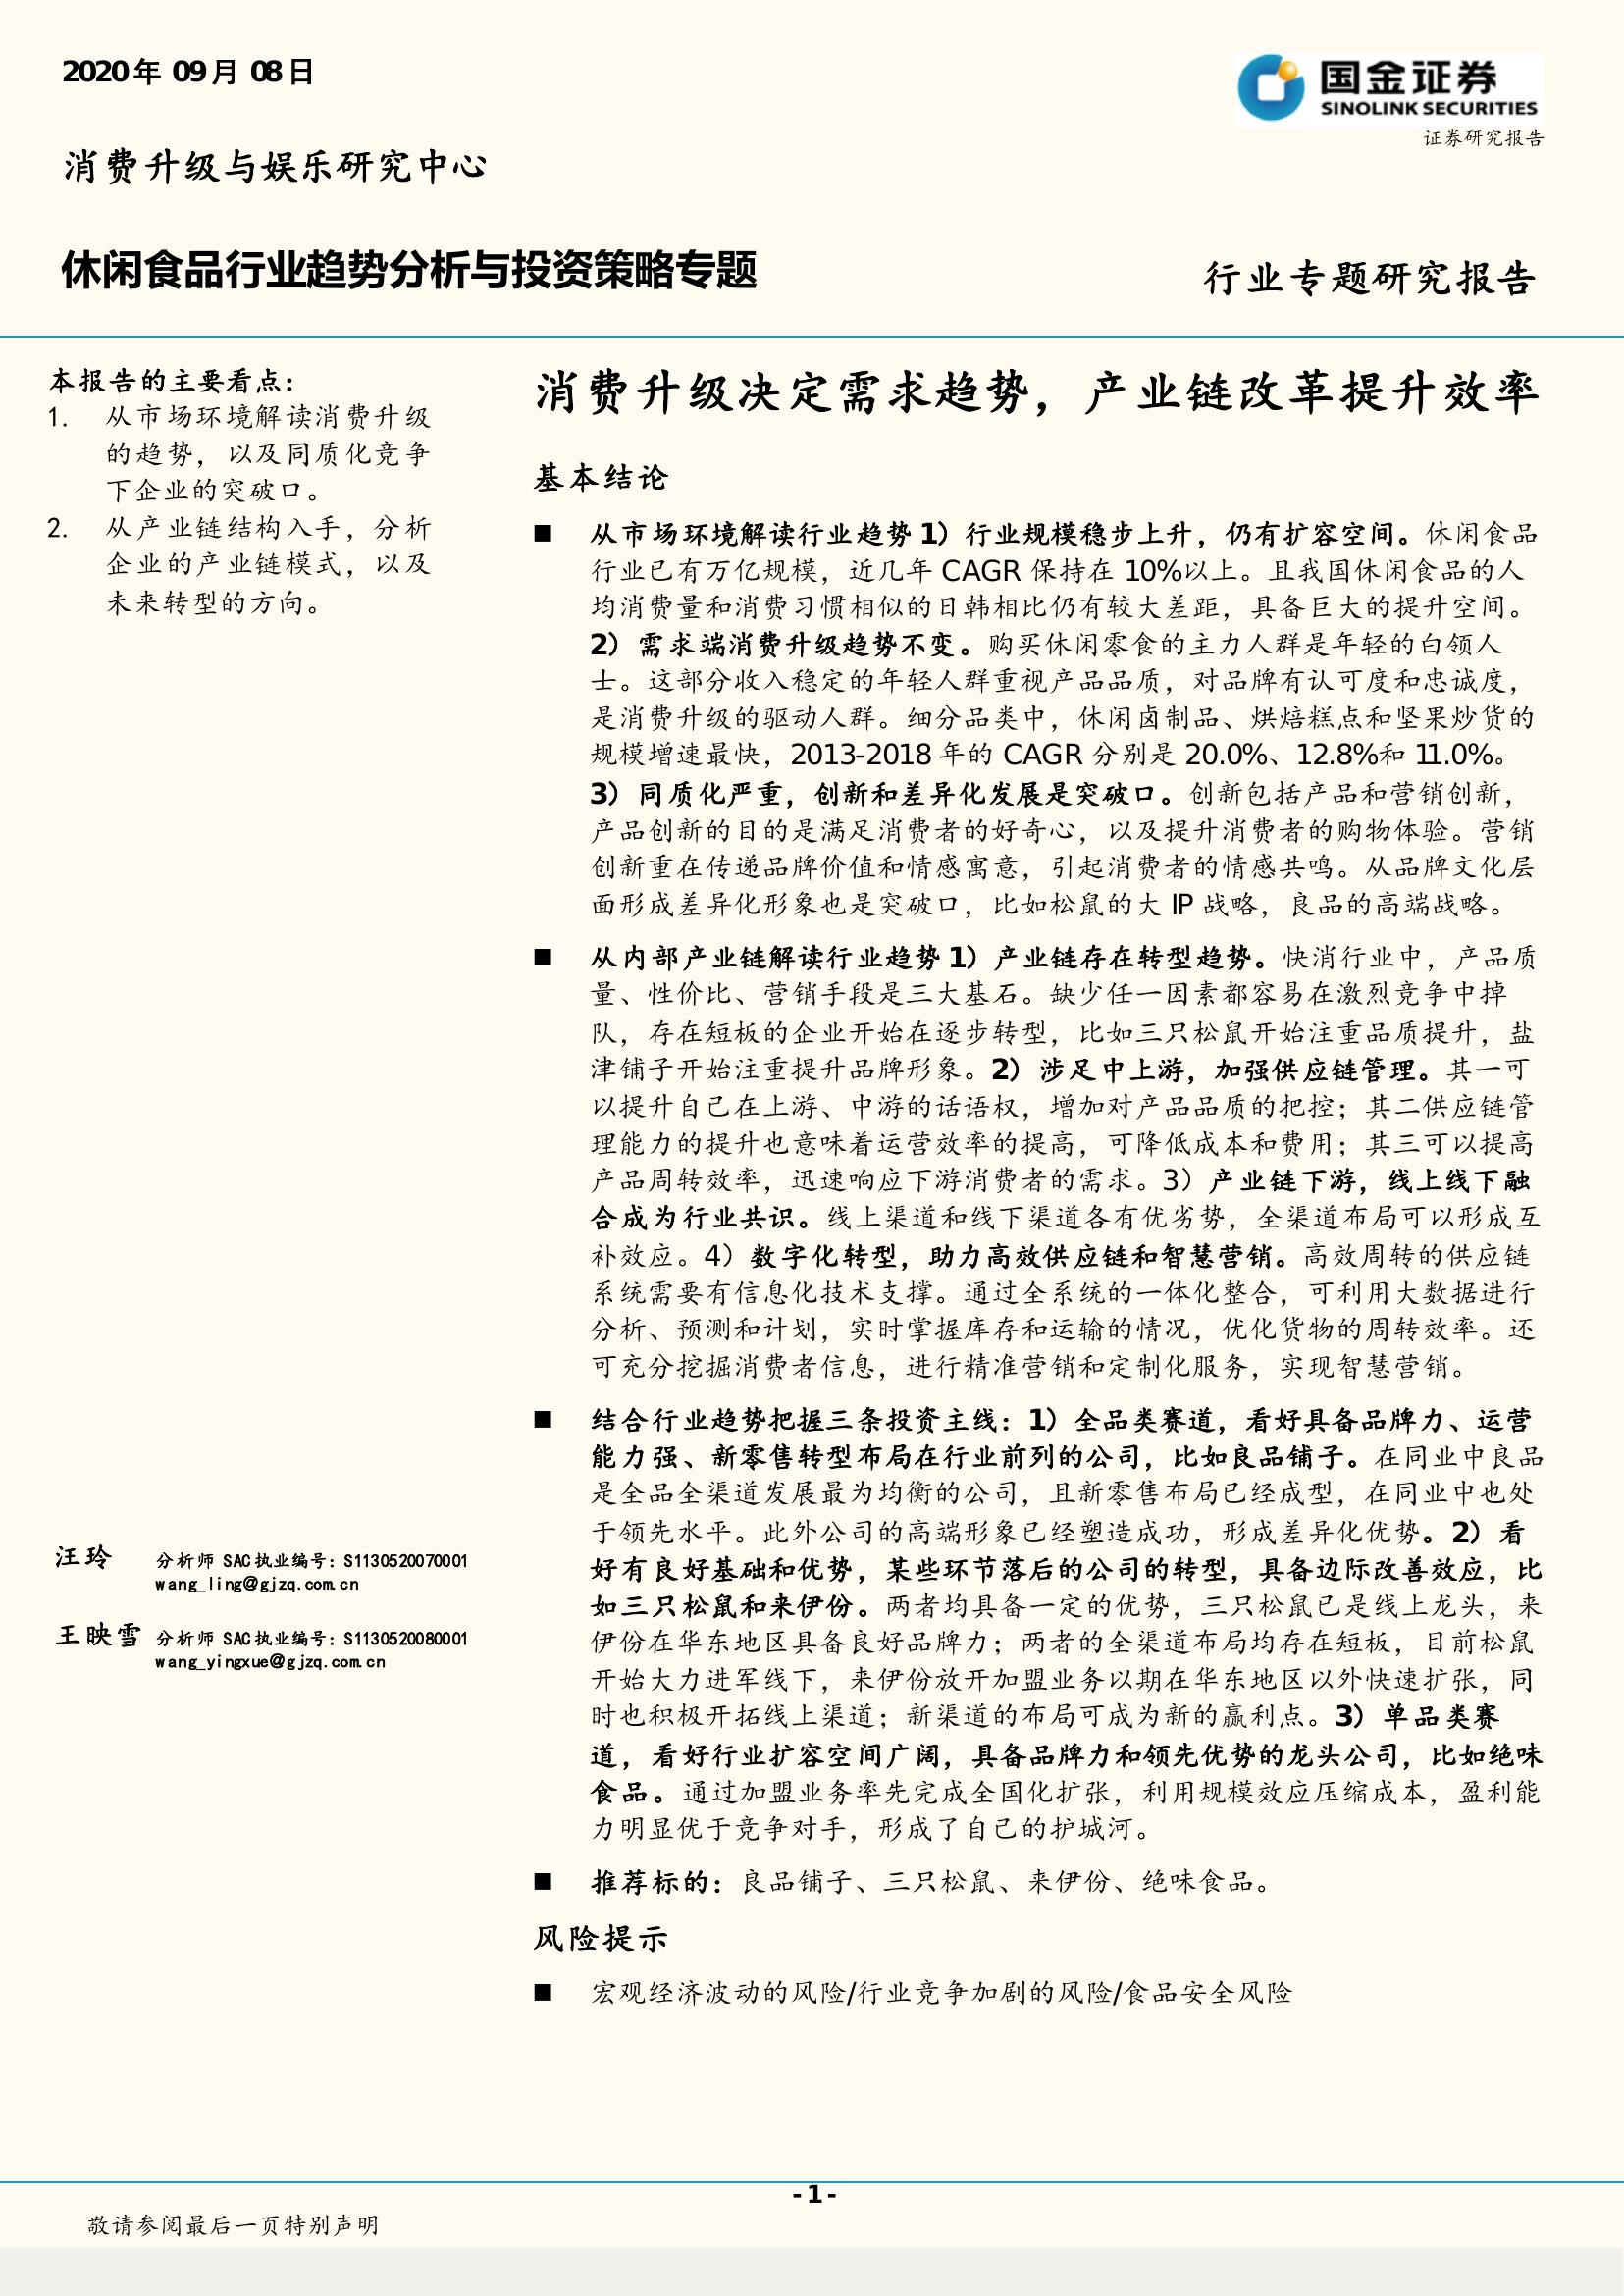 2020年 09月 08日
国金证券
SINOLINK SECURITIES
证券研究报告
消费升级与娱乐研究中心
休闲食品行业趋势分析与投资策略专题
行业专题研究报告
本报告的主要看点：
1. 从市场环境解读消费升级
的趋势，以及同质化竞争
下企业的突破口。
2. 从产业链结构入手，分析
企业的产业链模式，以及
未来转型的方向。
汪玲 分析师 SAC执业编号：S1130520070001
wang_ling@gjzq.com.cn
王映雪 分析师 SAC执业编号：S1130520080001
wang_yingxue@gjzq.com.cn
消费升级决定需求趋势，产业链改革提升效率
基本结论
■ 从市场环境解读行业趋势1）行业规模稳步上升，仍有扩容空间。休闲食品
行业已有万亿规模，近几年 CAGR 保持在 10%以上。且我国休闲食品的人
均消费量和消费习惯相似的日韩相比仍有较大差距，具备巨大的提升空间。
2）需求端消费升级趋势不变。购买休闲零食的主力人群是年轻的白领人
士。这部分收入稳定的年轻人群重视产品品质，对品牌有认可度和忠诚度，
是消费升级的驱动人群。细分品类中，休闲卤制品、烘焙糕点和坚果炒货的
规模增速最快，2013-2018年的 CAGR 分别是 20.0%、12.8%和 11.0%。
3）同质化严重，创新和差异化发展是突破口。创新包括产品和营销创新，
产品创新的目的是满足消费者的好奇心，以及提升消费者的购物体验。营销
创新重在传递品牌价值和情感寓意，引起消费者的情感共鸣。从品牌文化层
面形成差异化形象也是突破口，比如松鼠的大 IP 战略，良品的高端战略。
■ 从内部产业链解读行业趋势1）产业链存在转型趋势。快消行业中，产品质
量、性价比、营销手段是三大基石。缺少任一因素都容易在激烈竞争中掉
队，存在短板的企业开始在逐步转型，比如三只松鼠开始注重品质提升，盐
津铺子开始注重提升品牌形象。2）涉足中上游，加强供应链管理。其一可
以提升自己在上游、中游的话语权，增加对产品品质的把控；其二供应链管
理能力的提升也意味着运营效率的提高，可降低成本和费用；其三可以提高
产品周转效率，迅速响应下游消费者的需求。3）产业链下游，线上线下融
合成为行业共识。线上渠道和线下渠道各有优劣势，全渠道布局可以形成互
补效应。4）数字化转型，助力高效供应链和智慧营销。高效周转的供应链
系统需要有信息化技术支撑。通过全系统的一体化整合，可利用大数据进行
分析、预测和计划，实时掌握库存和运输的情况，优化货物的周转效率。还
可充分挖掘消费者信息，进行精准营销和定制化服务，实现智慧营销。
■ 结合行业趋势把握三条投资主线：1）全品类赛道，看好具备品牌力、运营
能力强、新零售转型布局在行业前列的公司，比如良品铺子。在同业中良品
是全品全渠道发展最为均衡的公司，且新零售布局已经成型，在同业中也处
于领先水平。此外公司的高端形象已经塑造成功，形成差异化优势。2）看
好有良好基础和优势，某些环节落后的公司的转型，具备边际改善效应，比
如三只松鼠和来伊份。两者均具备一定的优势，三只松鼠已是线上龙头，来
伊份在华东地区具备良好品牌力；两者的全渠道布局均存在短板，目前松鼠
开始大力进军线下，来伊份放开加盟业务以期在华东地区以外快速扩张，同
时也积极开拓线上渠道；新渠道的布局可成为新的赢利点。3）单品类赛
道，看好行业扩容空间广阔，具备品牌力和领先优势的龙头公司，比如绝味
食品。通过加盟业务率先完成全国化扩张，利用规模效应压缩成本，盈利能
力明显优于竞争对手，形成了自己的护城河。
■ 推荐标的：良品铺子、三只松鼠、来伊份、绝味食品。
风险提示
■ 宏观经济波动的风险/行业竞争加剧的风险/食品安全风险
- 1 -
敬请参阅最后一页特别声明